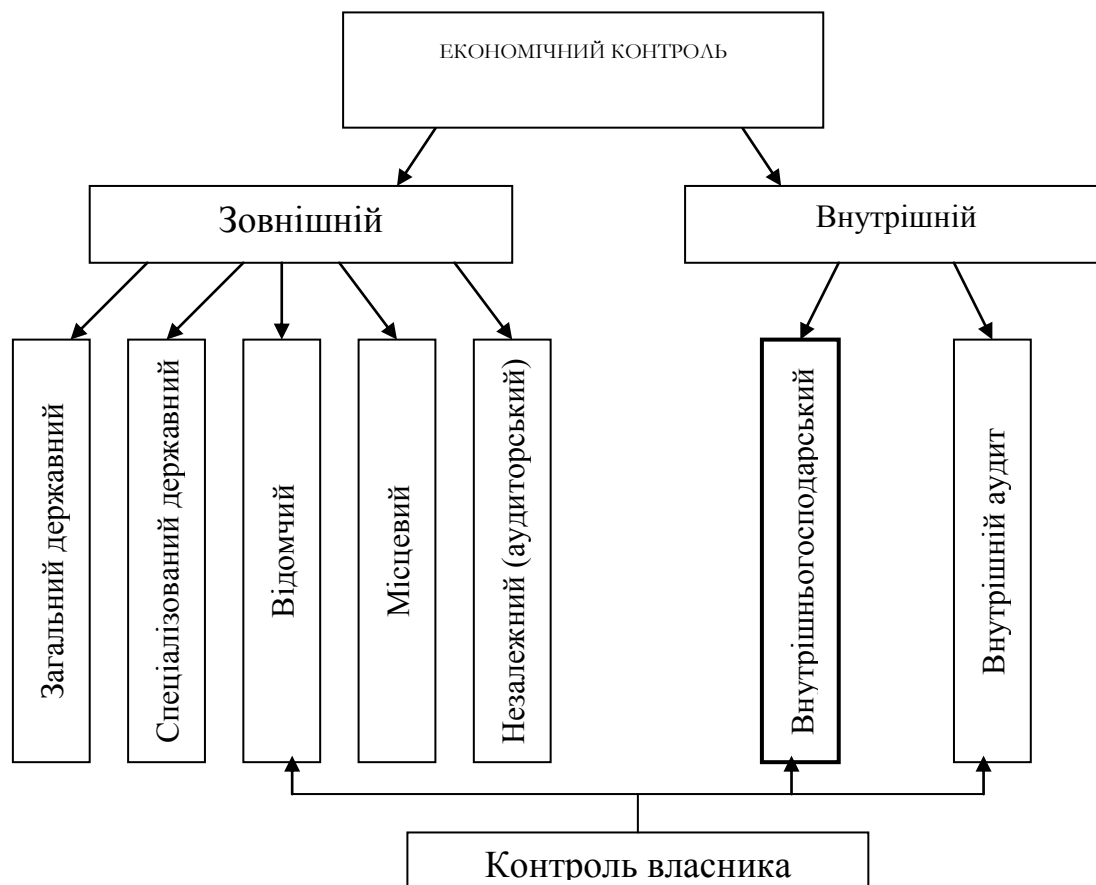 ЕКОНОМІЧНИЙ КОНТРОЛЬ
Зовнішній
Внутрішній
Загальний державний
Спеціалізований державний
Відомчий
Місцевий
Незалежний (аудиторський)
Внутрішньогосподарський
Внутрішній аудит
Контроль власника